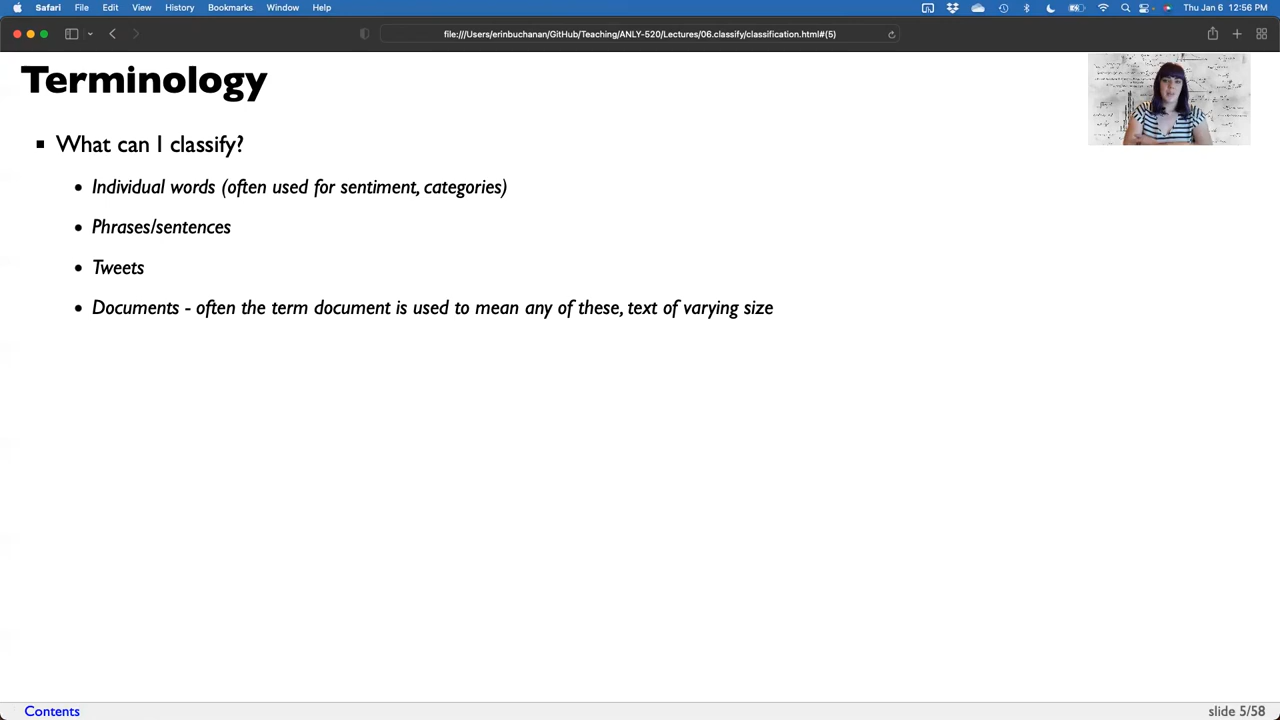 Safari File Edit View History Bookmarks Window Help Thu Jan 6 12:56 PM
file:///Users/erinbuchanan/GitHub/Teaching/ANLY-520/Lectures/06.classify/classification.html#(5)
Terminology
What can I classify?
Individual words (often used for sentiment, categories)
Phrases/sentences
Tweets
Documents - often the term document is used to mean any of these, text of varying size
Contents slide 5/58